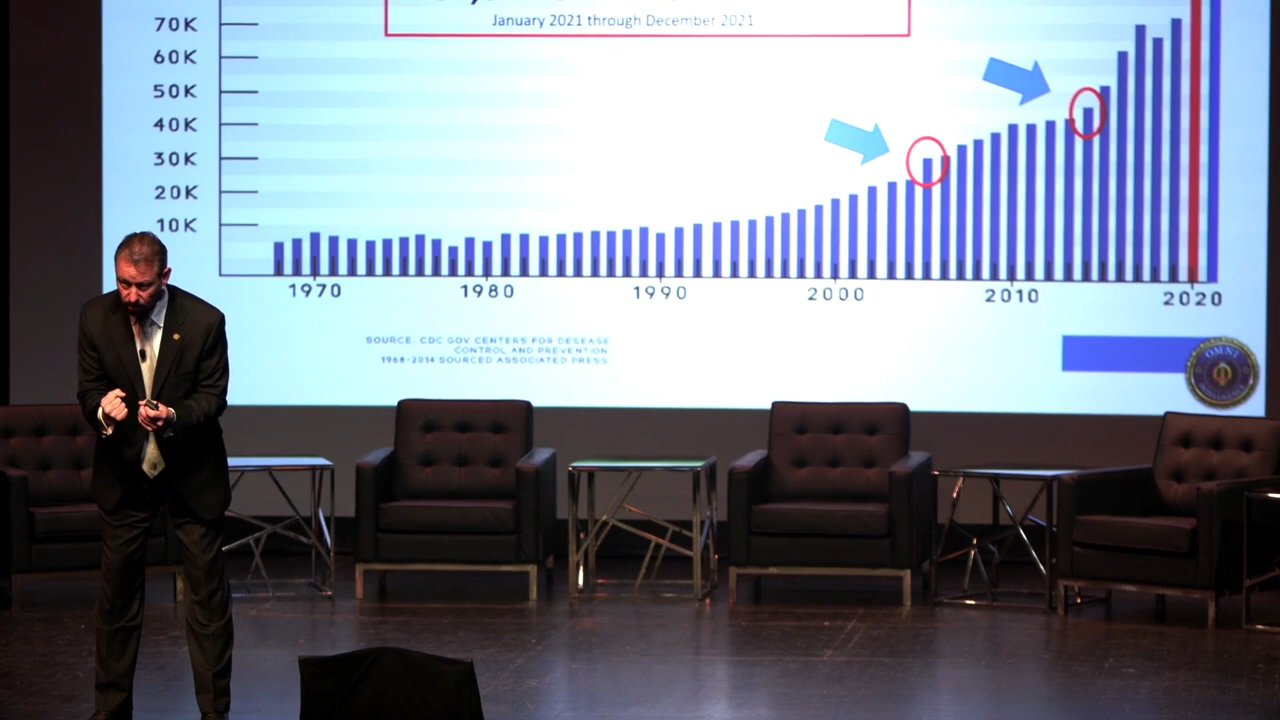 January 2021 through December 2021
70K
60K
50K
40K
30K
20K
10K
1970 1980 1990 2000 2010 2020
SOURCE: CDC GOV CENTERS FOR DESEASE
CONTROL AND PREVENTION
1968-2014 SOURCED ASSOCIATED PRESS
OMNI